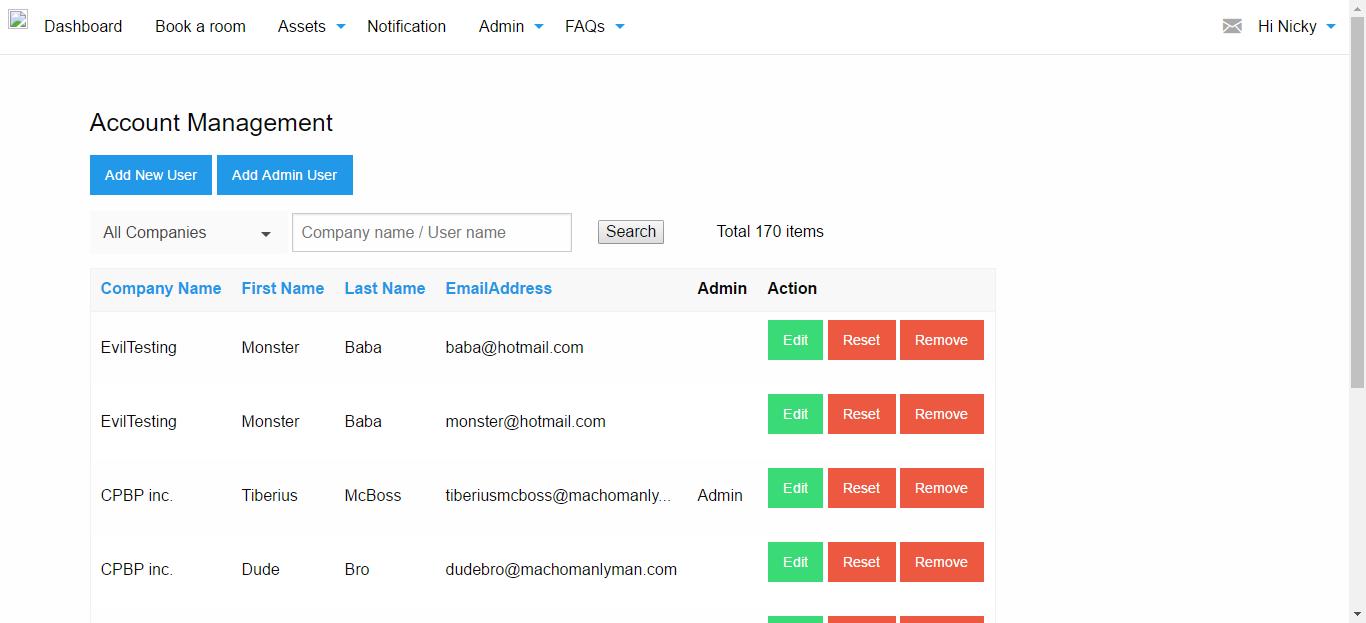 Dashboard Book a room Assets Notification Admin FAQs Hi Nicky
Account Management
Add New User Add Admin User
All Companies Company name / User name Search Total 170 items
Company Name First Name Last Name EmailAddress Admin Action
EvilTesting Monster Baba baba@hotmail.com Edit Reset Remove
EvilTesting Monster Baba monster@hotmail.com Edit Reset Remove
CPBP inc. Tiberius McBoss tiberiusmcboss@machomanly... Admin Edit Reset Remove
CPBP inc. Dude Bro dudebro@machomanlyman.com Edit Reset Remove